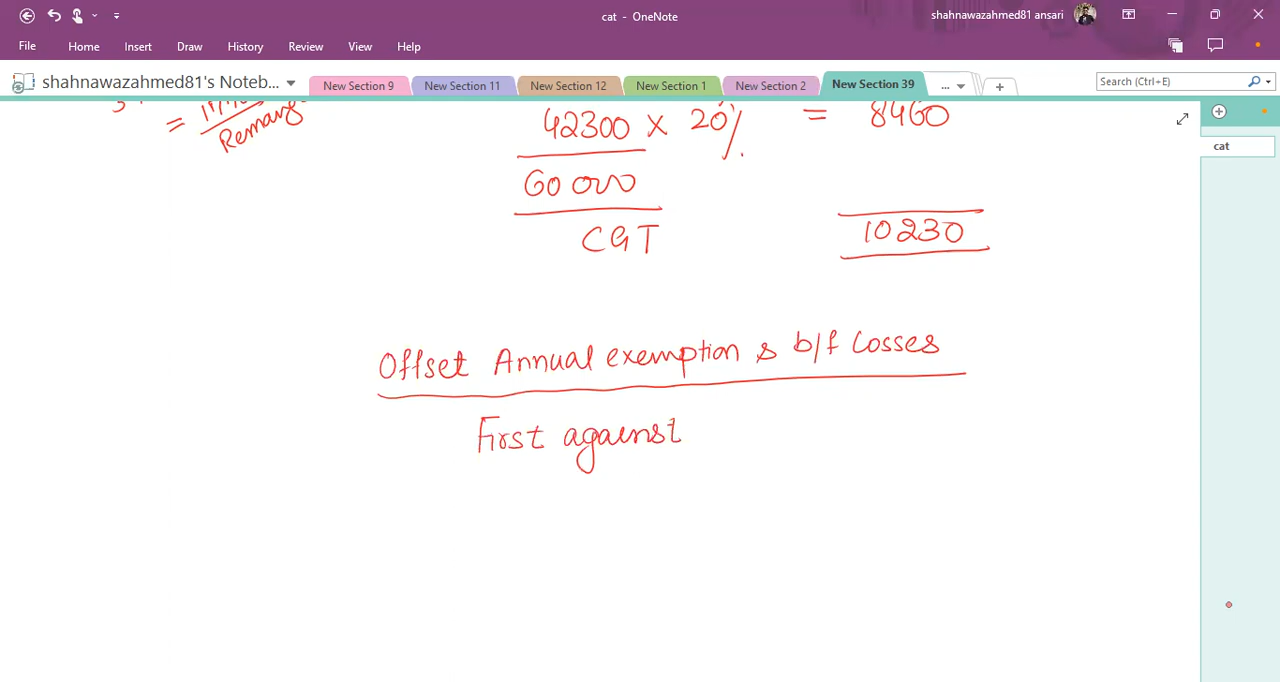 cat - OneNote
shahnawazahmed81 ansari
File Home Insert Draw History Review View Help
shahnawazahmed81's Noteb... New Section 9 New Section 11 New Section 12 New Section 1 New Section 2 New Section 39 ... Search (Ctrl+E)
cat
=
42300 × 20% = 8460
60000
CGT 10230
Offset Annual exemption & b/f Losses
First against